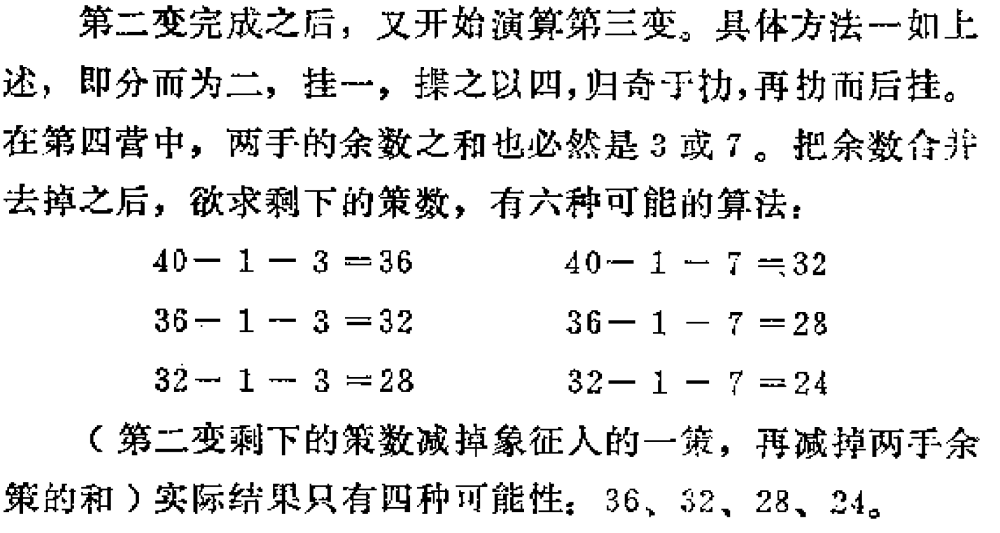 第二变完成之后，又开始演算第三变。具体方法一如上
述，即分而为二，挂一，揲之以四，归奇于扐，再扐而后挂。
在第四营中，两手的余数之和也必然是3或7。把余数合并
去掉之后，欲求剩下的策数，有六种可能的算法：
40－1－3＝36 40－1－7＝32
36－1－3＝32 36－1－7＝28
32－1－3＝28 32－1－7＝24
（第二变剩下的策数减掉象征人的一策，再减掉两手余
策的和）实际结果只有四种可能性：36、32、28、24。